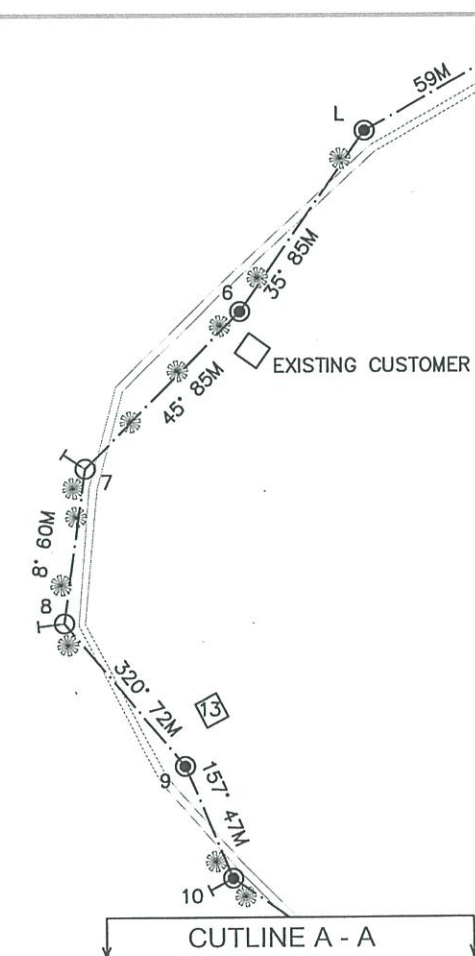 59M
L
35° 85M
6
EXISTING CUSTOMER
45° 85M
7
8° 60M
8
320° 72M
13
9
157° 47M
10
CUTLINE A - A